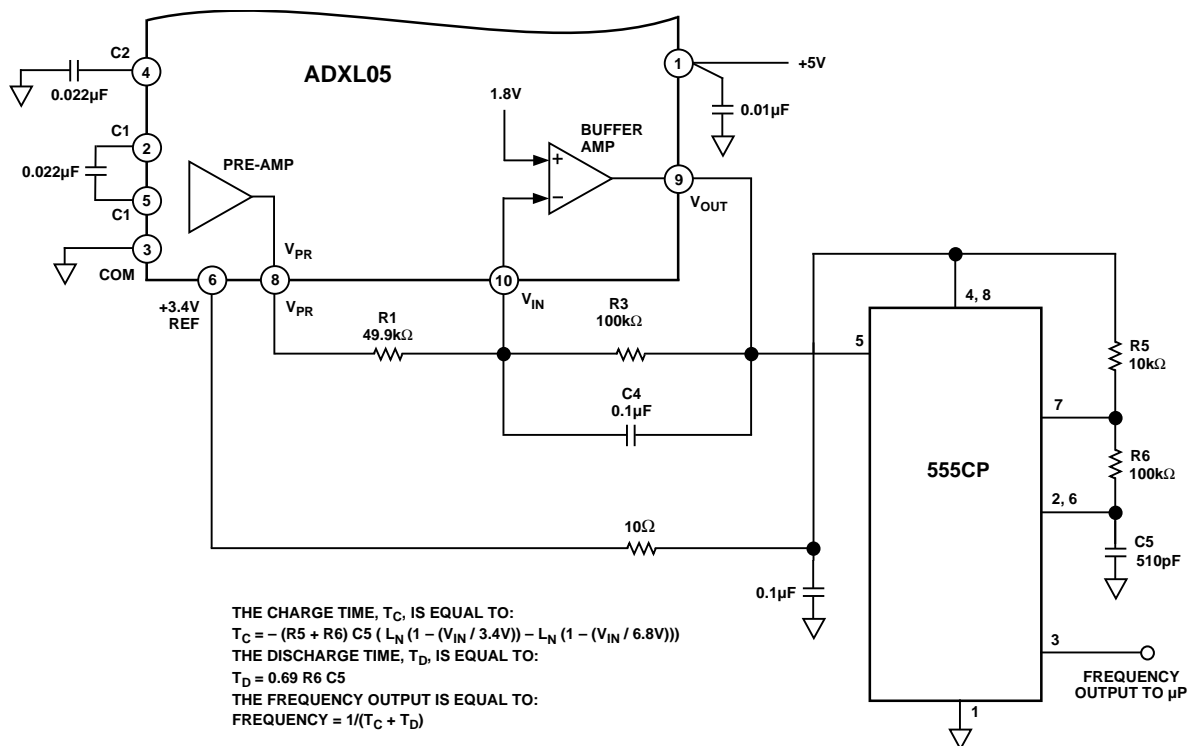 C2
4
0.022µF
ADXL05
1
+5V
0.01µF
1.8V
BUFFER
AMP
C1
2
0.022µF
5
C1
PRE-AMP
+
−
9
V_OUT
3
COM
V_PR
6
8
10
+3.4V
REF
V_PR
V_IN
R1
49.9kΩ
R3
100kΩ
C4
0.1µF
4, 8
5
R5
10kΩ
7
R6
100kΩ
555CP
2, 6
C5
510pF
10Ω
0.1µF
3
FREQUENCY
OUTPUT TO µP
1
THE CHARGE TIME, T_C, IS EQUAL TO:
T_C = – (R5 + R6) C5 ( L_N (1 – (V_IN / 3.4V)) – L_N (1 – (V_IN / 6.8V)))
THE DISCHARGE TIME, T_D, IS EQUAL TO:
T_D = 0.69 R6 C5
THE FREQUENCY OUTPUT IS EQUAL TO:
FREQUENCY = 1/(T_C + T_D)